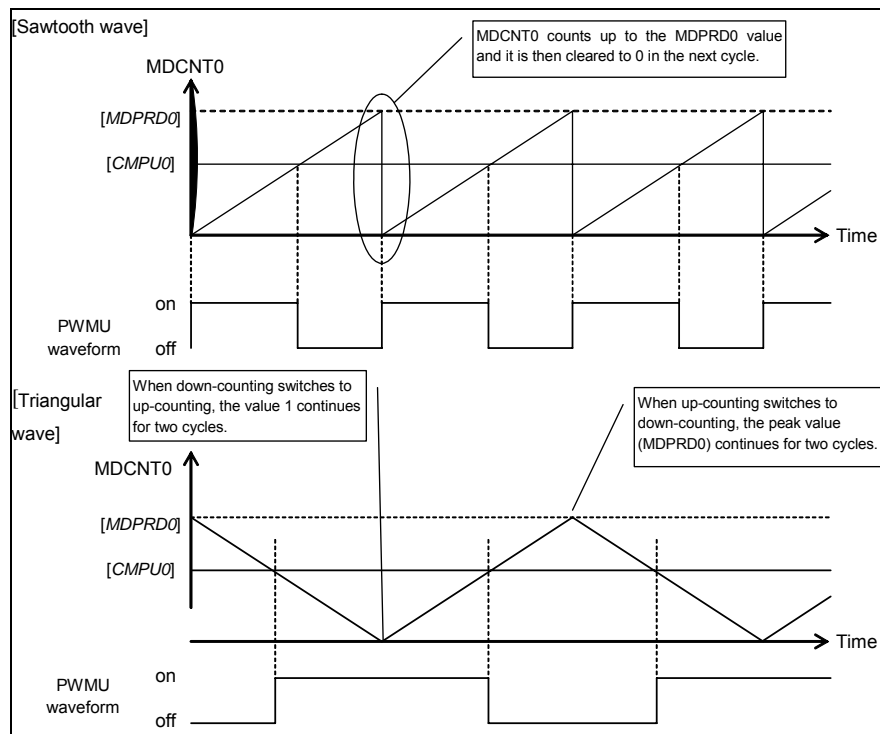 [Sawtooth wave]
MDCNT0 counts up to the MDPRD0 value
and it is then cleared to 0 in the next cycle.
MDCNT0
[MDPRD0]
[CMPU0]
Time
on
PWMU
waveform
off
When down-counting switches to
up-counting, the value 1 continues
for two cycles.
[Triangular
wave]
When up-counting switches to
down-counting, the peak value
(MDPRD0) continues for two cycles.
MDCNT0
[MDPRD0]
[CMPU0]
Time
on
PWMU
waveform
off